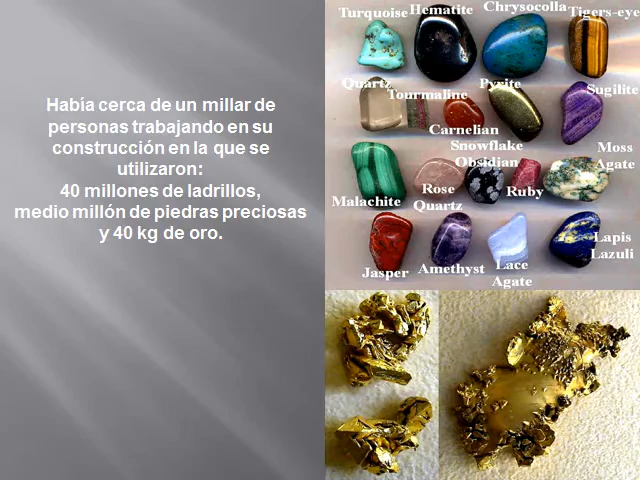 Había cerca de un millar de
personas trabajando en su
construcción en la que se
utilizaron:
40 millones de ladrillos,
medio millón de piedras preciosas
y 40 kg de oro.
Turquoise
Hematite
Chrysocolla
Tigers-eye
Quartz
Tourmaline
Carnelian
Pyrite
Sugilite
Malachite
Rose
Quartz
Snowflake
Obsidian
Ruby
Moss
Agate
Jasper
Amethyst
Lace
Agate
Lapis
Lazuli